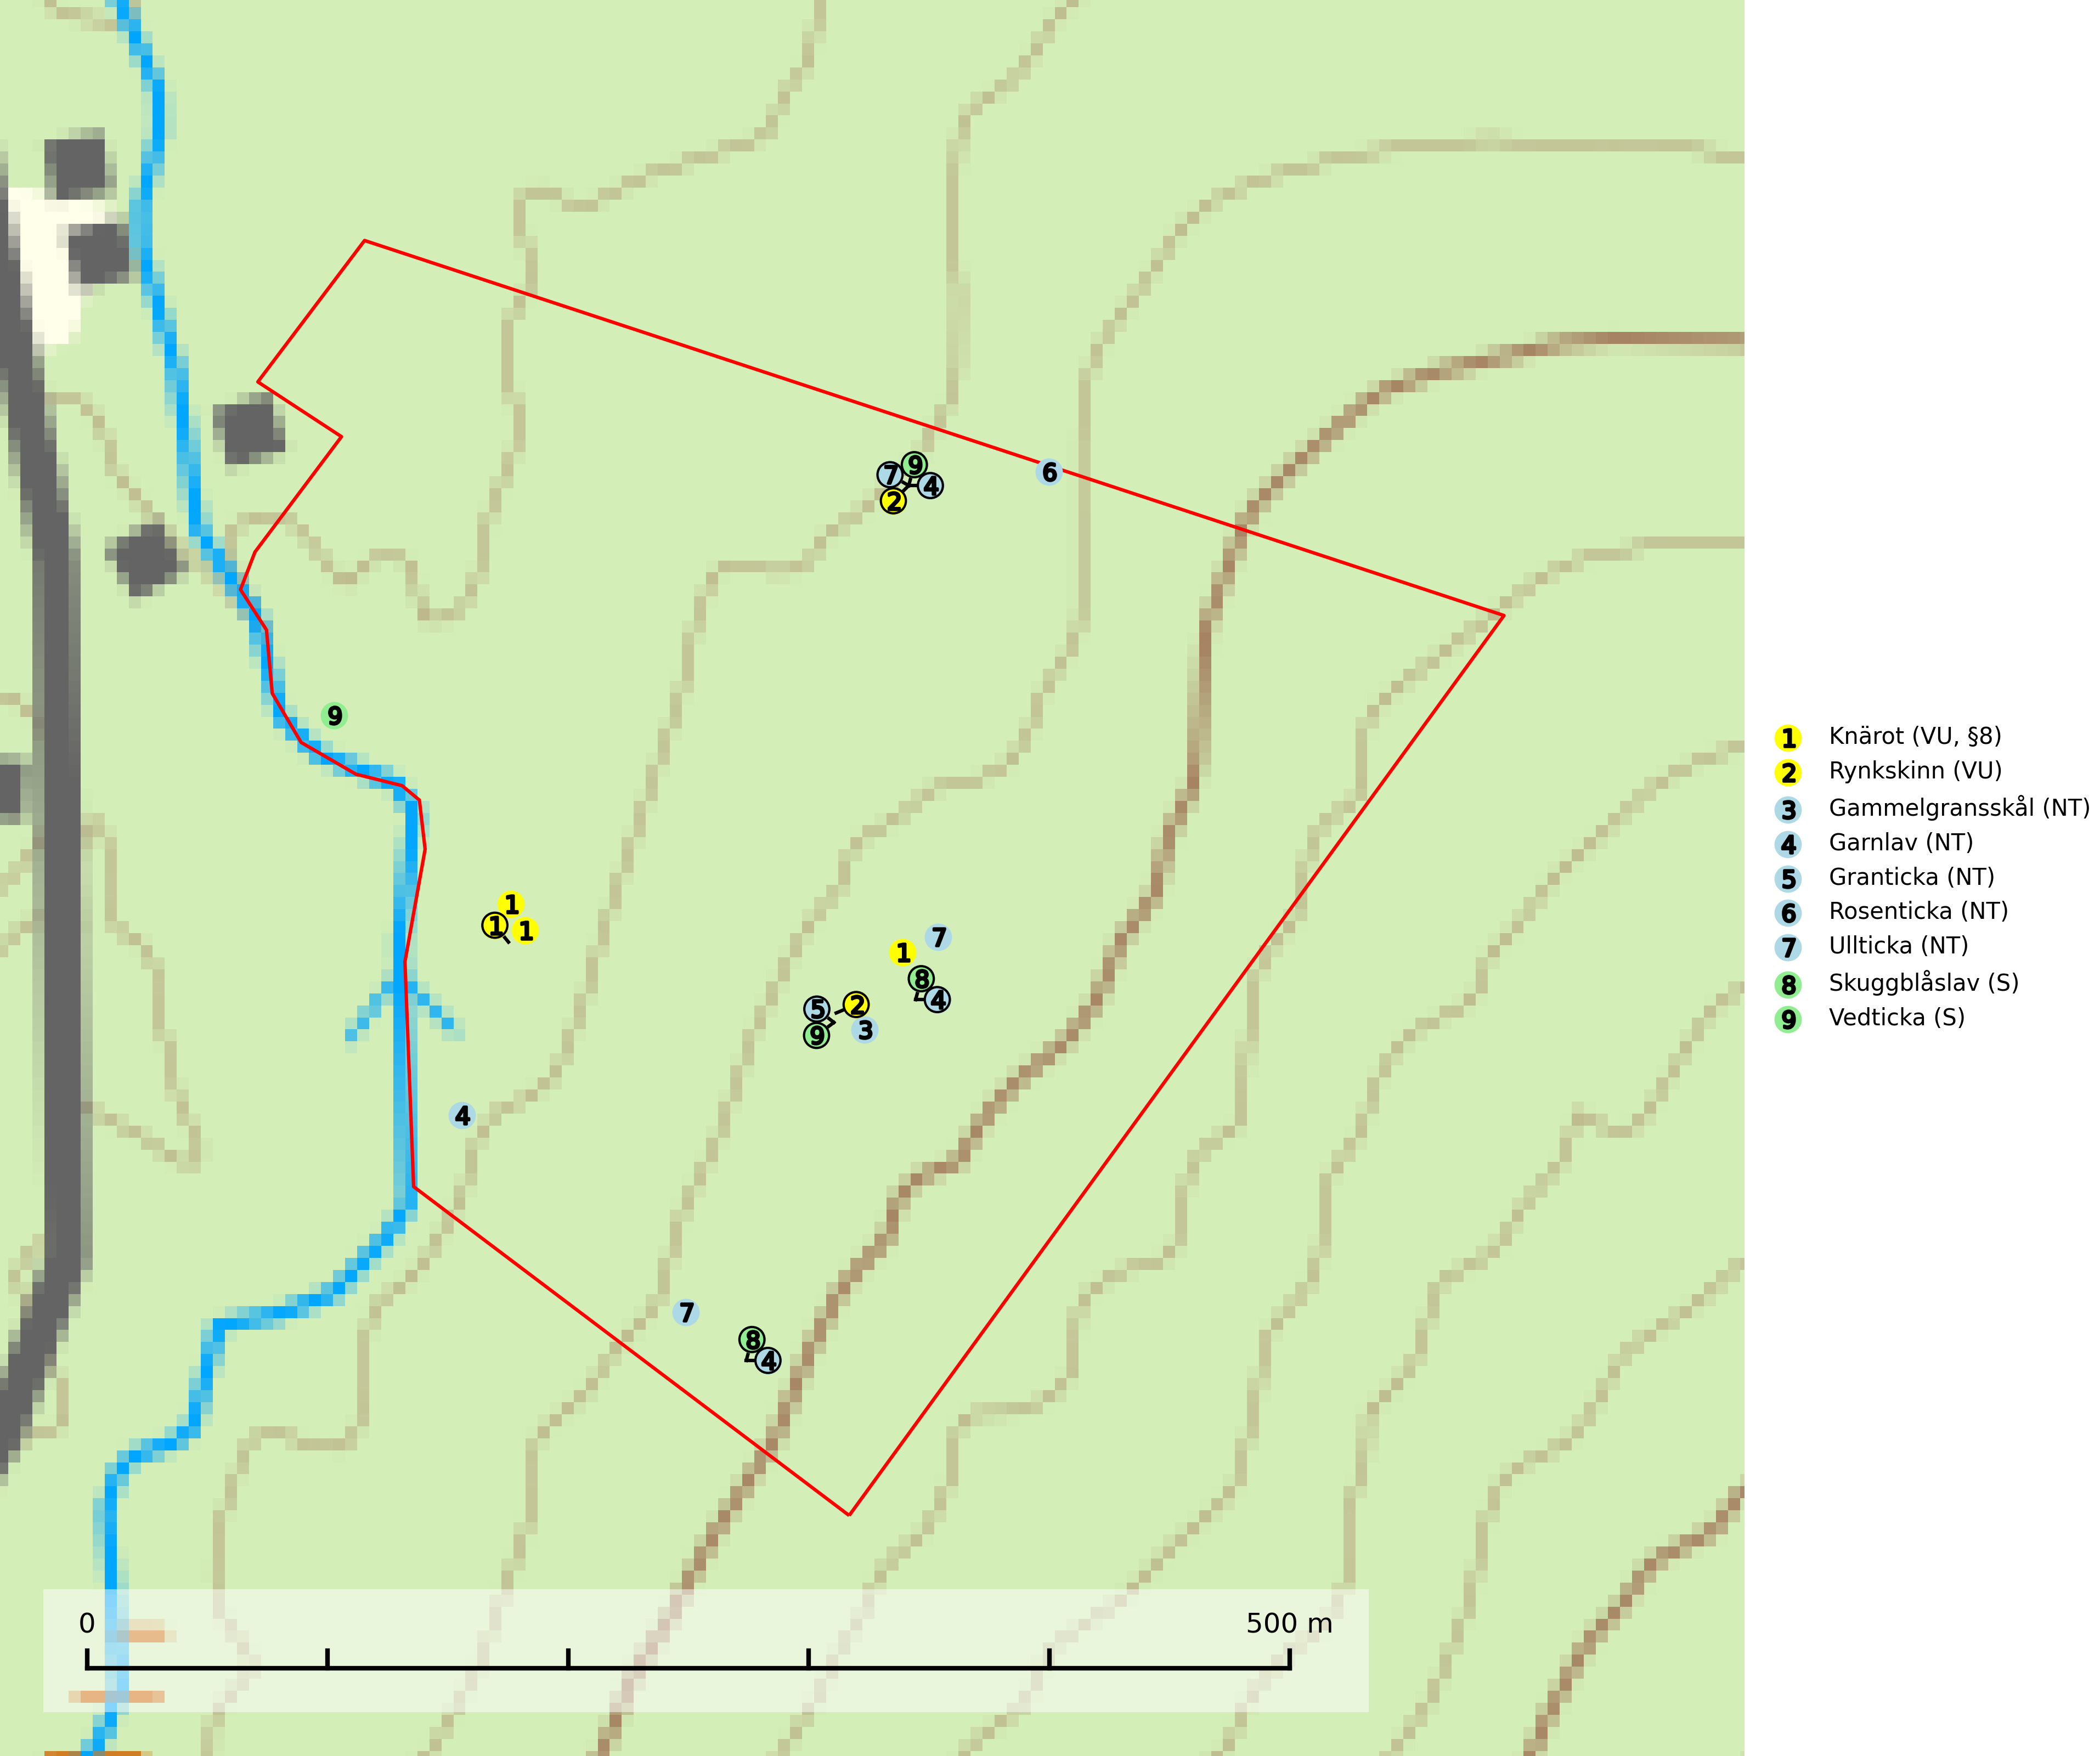 7 9 4
2
6
9
1
1 1
1 7
8
4
5 2
9 3
4
7
8
4
1 Knärot (VU, §8)
2 Rynkskinn (VU)
3 Gammelgransskål (NT)
4 Garnlav (NT)
5 Granticka (NT)
6 Rosenticka (NT)
7 Ullticka (NT)
8 Skuggblåslav (S)
9 Vedticka (S)
0 500 m